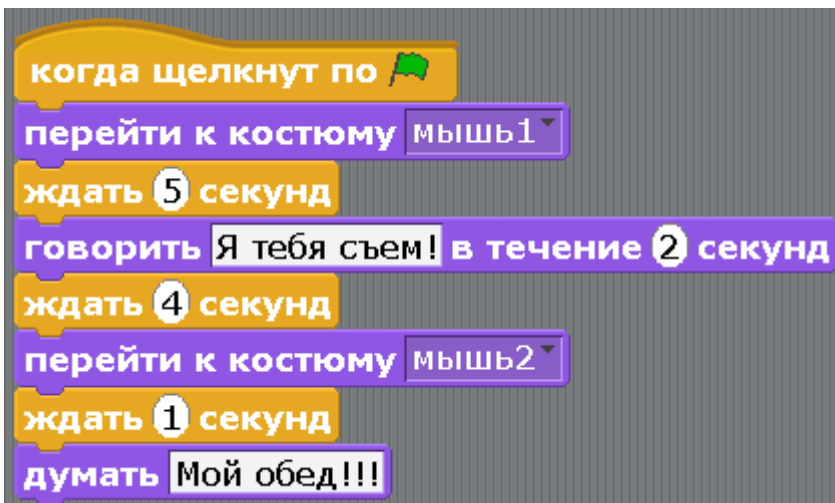 когда щелкнут по
перейти к костюму мышь1
ждать 5 секунд
говорить Я тебя съем! в течение 2 секунд
ждать 4 секунд
перейти к костюму мышь2
ждать 1 секунд
думать Мой обед!!!